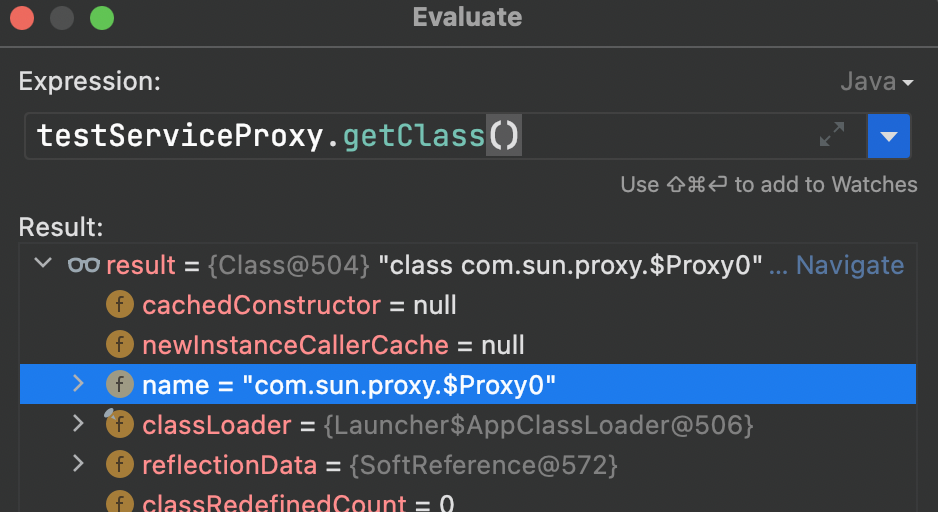 Evaluate
Expression:
Java
testServiceProxy.getClass()
Use ⇧⌘⏎ to add to Watches
Result:
result = {Class@504} "class com.sun.proxy.$Proxy0" ... Navigate
f cachedConstructor = null
f newInstanceCallerCache = null
f name = "com.sun.proxy.$Proxy0"
f classLoader = {Launcher$AppClassLoader@506}
f reflectionData = {SoftReference@572}
f classRedefinedCount = 0